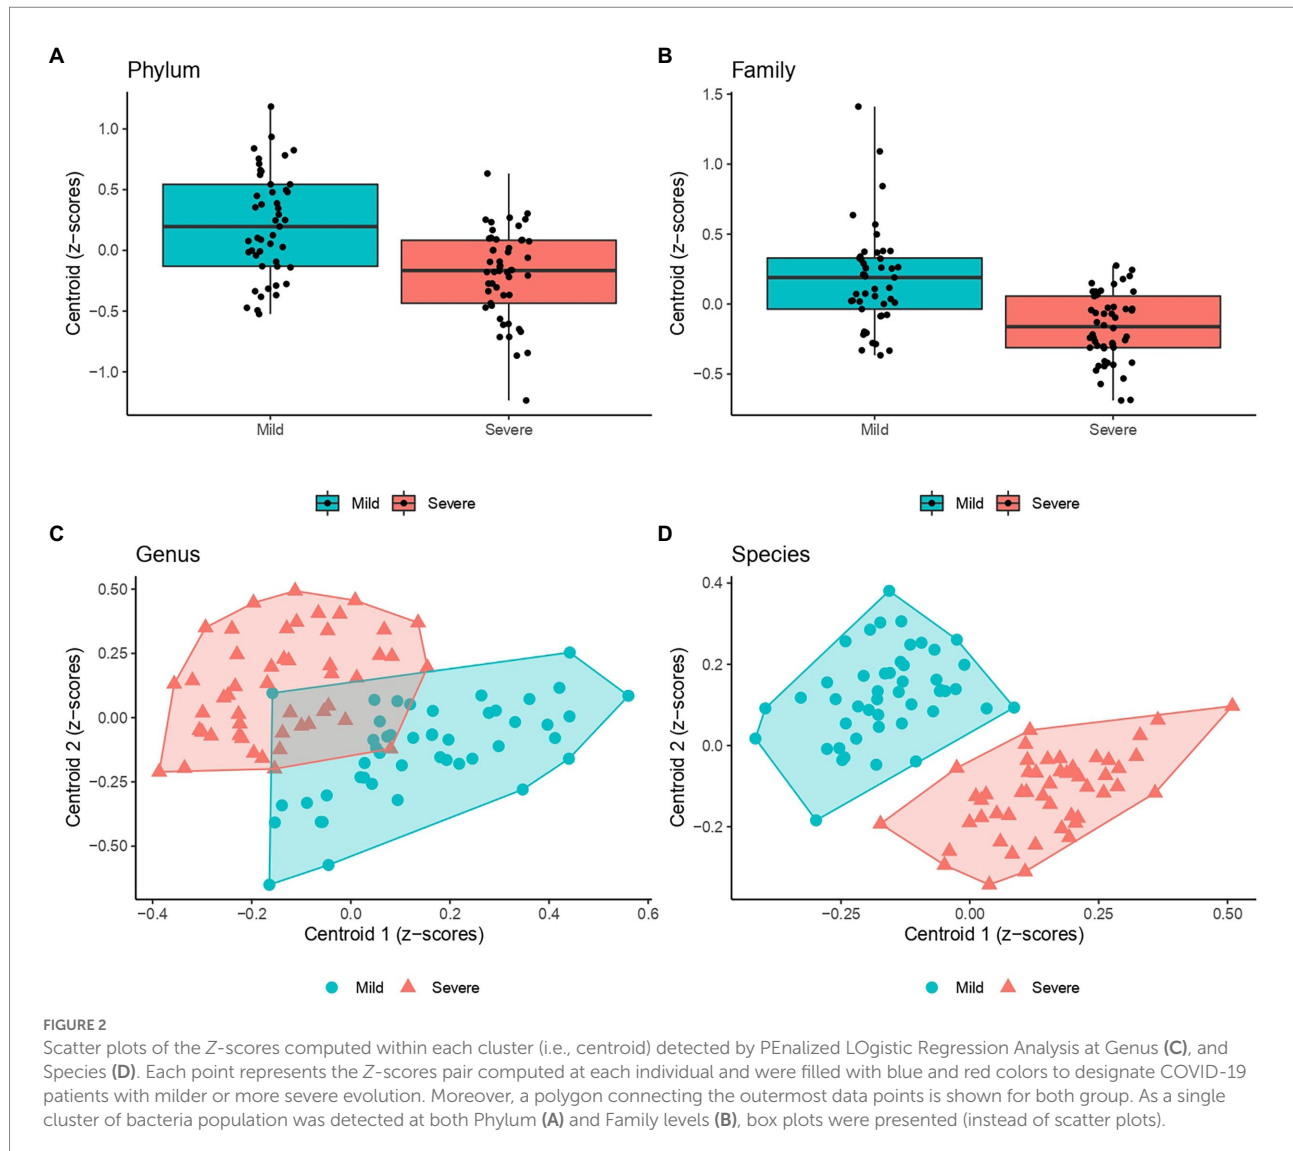 A
Phylum
Centroid (z−scores)
1.0
0.5
0.0
−0.5
−1.0
Mild
Severe
Mild
Severe
B
Family
Centroid (z−scores)
1.5
1.0
0.5
0.0
−0.5
Mild
Severe
Mild
Severe
C
Genus
Centroid 2 (z−scores)
0.50
0.25
0.00
−0.25
−0.50
−0.4
−0.2
0.0
0.2
0.4
0.6
Centroid 1 (z−scores)
Mild
Severe
D
Species
Centroid 2 (z−scores)
0.4
0.2
0.0
−0.2
−0.25
0.00
0.25
0.50
Centroid 1 (z−scores)
Mild
Severe
FIGURE 2
Scatter plots of the Z-scores computed within each cluster (i.e., centroid) detected by PEnalized LOgistic Regression Analysis at Genus (C), and
Species (D). Each point represents the Z-scores pair computed at each individual and were filled with blue and red colors to designate COVID-19
patients with milder or more severe evolution. Moreover, a polygon connecting the outermost data points is shown for both group. As a single
cluster of bacteria population was detected at both Phylum (A) and Family levels (B), box plots were presented (instead of scatter plots).